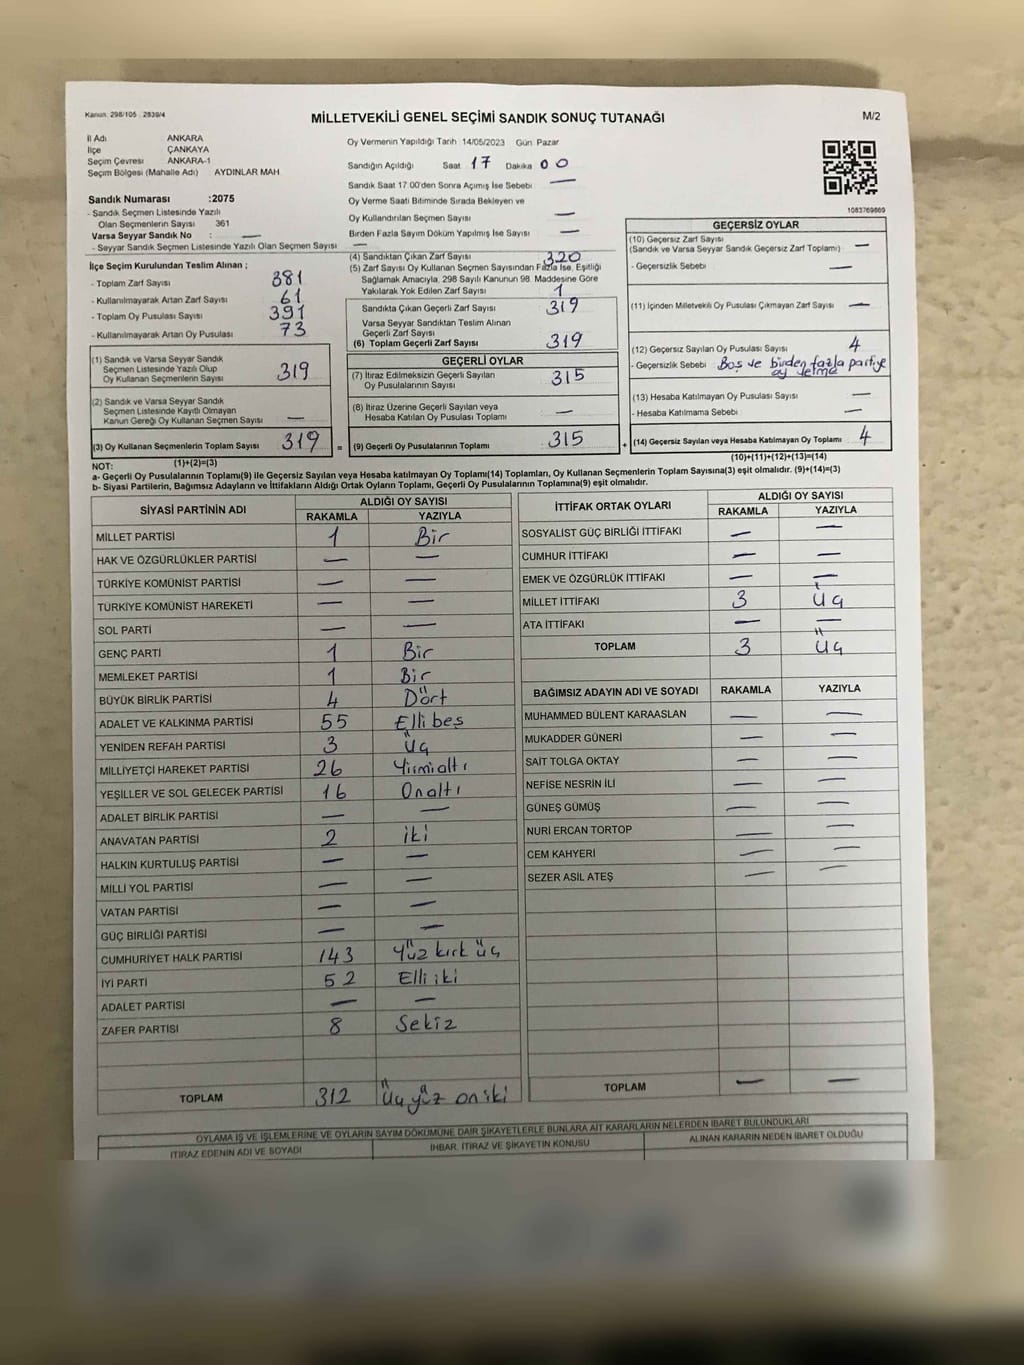 Kanun: 298/105 : 2839/4
MİLLETVEKİLİ GENEL SEÇİMİ SANDIK SONUÇ TUTANAĞI
M/2
İl Adı ANKARA
İlçe ÇANKAYA
Seçim Çevresi ANKARA-1
Seçim Bölgesi (Mahalle Adı) AYDINLAR MAH
Sandık Numarası :2075
- Sandık Seçmen Listesinde Yazılı
Olan Seçmenlerin Sayısı 361
Varsa Seyyar Sandık No : —
- Seyyar Sandık Seçmen Listesinde Yazılı Olan Seçmen Sayısı —
Oy Vermenin Yapıldığı Tarih 14/05/2023 Gün Pazar
Sandığın Açıldığı Saat 17 Dakika 00
Sandık Saat 17.00'den Sonra Açılmış İse Sebebi —
Oy Verme Saati Bitiminde Sırada Bekleyen ve
Oy Kullandırılan Seçmen Sayısı —
Birden Fazla Sayım Döküm Yapılmış İse Sayısı —
1083769869
İlçe Seçim Kurulundan Teslim Alınan ;
- Toplam Zarf Sayısı 381
- Kullanılmayarak Artan Zarf Sayısı 61
- Toplam Oy Pusulası Sayısı 391
- Kullanılmayarak Artan Oy Pusulası 73
(1) Sandık ve Varsa Seyyar Sandık
Seçmen Listesinde Yazılı Olup
Oy Kullanan Seçmenlerin Sayısı 319
(2) Sandık ve Varsa Seyyar Sandık
Seçmen Listesinde Kayıtlı Olmayan
Kanun Gereği Oy Kullanan Seçmen Sayısı —
(3) Oy Kullanan Seçmenlerin Toplam Sayısı 319 =
(1)+(2)=(3)
(4) Sandıktan Çıkan Zarf Sayısı 320
(5) Zarf Sayısı Oy Kullanan Seçmen Sayısından Fazla İse, Eşitliği
Sağlamak Amacıyla, 298 Sayılı Kanunun 98. Maddesine Göre
Yakılarak Yok Edilen Zarf Sayısı 1
Sandıkta Çıkan Geçerli Zarf Sayısı 319
Varsa Seyyar Sandıktan Teslim Alınan
Geçerli Zarf Sayısı
(6) Toplam Geçerli Zarf Sayısı 319
GEÇERLİ OYLAR
(7) İtiraz Edilmeksizin Geçerli Sayılan
Oy Pusulalarının Sayısı 315
(8) İtiraz Üzerine Geçerli Sayılan veya
Hesaba Katılan Oy Pusulası Toplamı —
(9) Geçerli Oy Pusulalarının Toplamı 315 +
GEÇERSİZ OYLAR
(10) Geçersiz Zarf Sayısı
(Sandık ve Varsa Seyyar Sandık Geçersiz Zarf Toplamı) —
- Geçersizlik Sebebi —
(11) İçinden Milletvekili Oy Pusulası Çıkmayan Zarf Sayısı —
(12) Geçersiz Sayılan Oy Pusulası Sayısı 4
- Geçersizlik Sebebi Boş ve birden fazla partiye
oy verme
(13) Hesaba Katılmayan Oy Pusulası Sayısı —
- Hesaba Katılmama Sebebi —
(14) Geçersiz Sayılan veya Hesaba Katılmayan Oy Toplamı 4
(10)+(11)+(12)+(13)=(14)
NOT:
a- Geçerli Oy Pusulalarının Toplamı(9) ile Geçersiz Sayılan veya Hesaba katılmayan Oy Toplamı(14) Toplamları, Oy Kullanan Seçmenlerin Toplam Sayısına(3) eşit olmalıdır. (9)+(14)=(3)
b- Siyasi Partilerin, Bağımsız Adayların ve İttifakların Aldığı Ortak Oyların Toplamı, Geçerli Oy Pusulalarının Toplamına(9) eşit olmalıdır.
SİYASİ PARTİNİN ADI ALDIĞI OY SAYISI
RAKAMLA YAZIYLA
MİLLET PARTİSİ 1 Bir
HAK VE ÖZGÜRLÜKLER PARTİSİ — —
TÜRKİYE KOMÜNİST PARTİSİ — —
TÜRKİYE KOMÜNİST HAREKETİ — —
SOL PARTİ — —
GENÇ PARTİ 1 Bir
MEMLEKET PARTİSİ 1 Bir
BÜYÜK BİRLİK PARTİSİ 4 Dört
ADALET VE KALKINMA PARTİSİ 55 Elli beş
YENİDEN REFAH PARTİSİ 3 Üç
MİLLİYETÇİ HAREKET PARTİSİ 26 Yirmi altı
YEŞİLLER VE SOL GELECEK PARTİSİ 16 Onaltı
ADALET BİRLİK PARTİSİ — —
ANAVATAN PARTİSİ 2 iki
HALKIN KURTULUŞ PARTİSİ — —
MİLLİ YOL PARTİSİ — —
VATAN PARTİSİ — —
GÜÇ BİRLİĞİ PARTİSİ — —
CUMHURİYET HALK PARTİSİ 143 Yüz kırk üç
İYİ PARTİ 52 Elli iki
ADALET PARTİSİ — —
ZAFER PARTİSİ 8 Sekiz
TOPLAM 312 Üç yüz on iki
İTTİFAK ORTAK OYLARI ALDIĞI OY SAYISI
RAKAMLA YAZIYLA
SOSYALİST GÜÇ BİRLİĞİ İTTİFAKI — —
CUMHUR İTTİFAKI — —
EMEK VE ÖZGÜRLÜK İTTİFAKI — —
MİLLET İTTİFAKI 3 Üç
ATA İTTİFAKI — —
TOPLAM 3 Üç
BAĞIMSIZ ADAYIN ADI VE SOYADI RAKAMLA YAZIYLA
MUHAMMED BÜLENT KARAASLAN — —
MUKADDER GÜNERİ — —
SAİT TOLGA OKTAY — —
NEFİSE NESRİN İLİ — —
GÜNEŞ GÜMÜŞ — —
NURİ ERCAN TORTOP — —
CEM KAHYERİ — —
SEZER ASİL ATEŞ — —
TOPLAM — —
OYLAMA İŞ VE İŞLEMLERİNE VE OYLARIN SAYIM DÖKÜMÜNE DAİR ŞİKAYETLERLE BUNLARA AİT KARARLARIN NELERDEN İBARET BULUNDUKLARI
İTİRAZ EDENİN ADI VE SOYADI İHBAR, İTİRAZ VE ŞİKAYETİN KONUSU ALINAN KARARIN NEDEN İBARET OLDUĞU